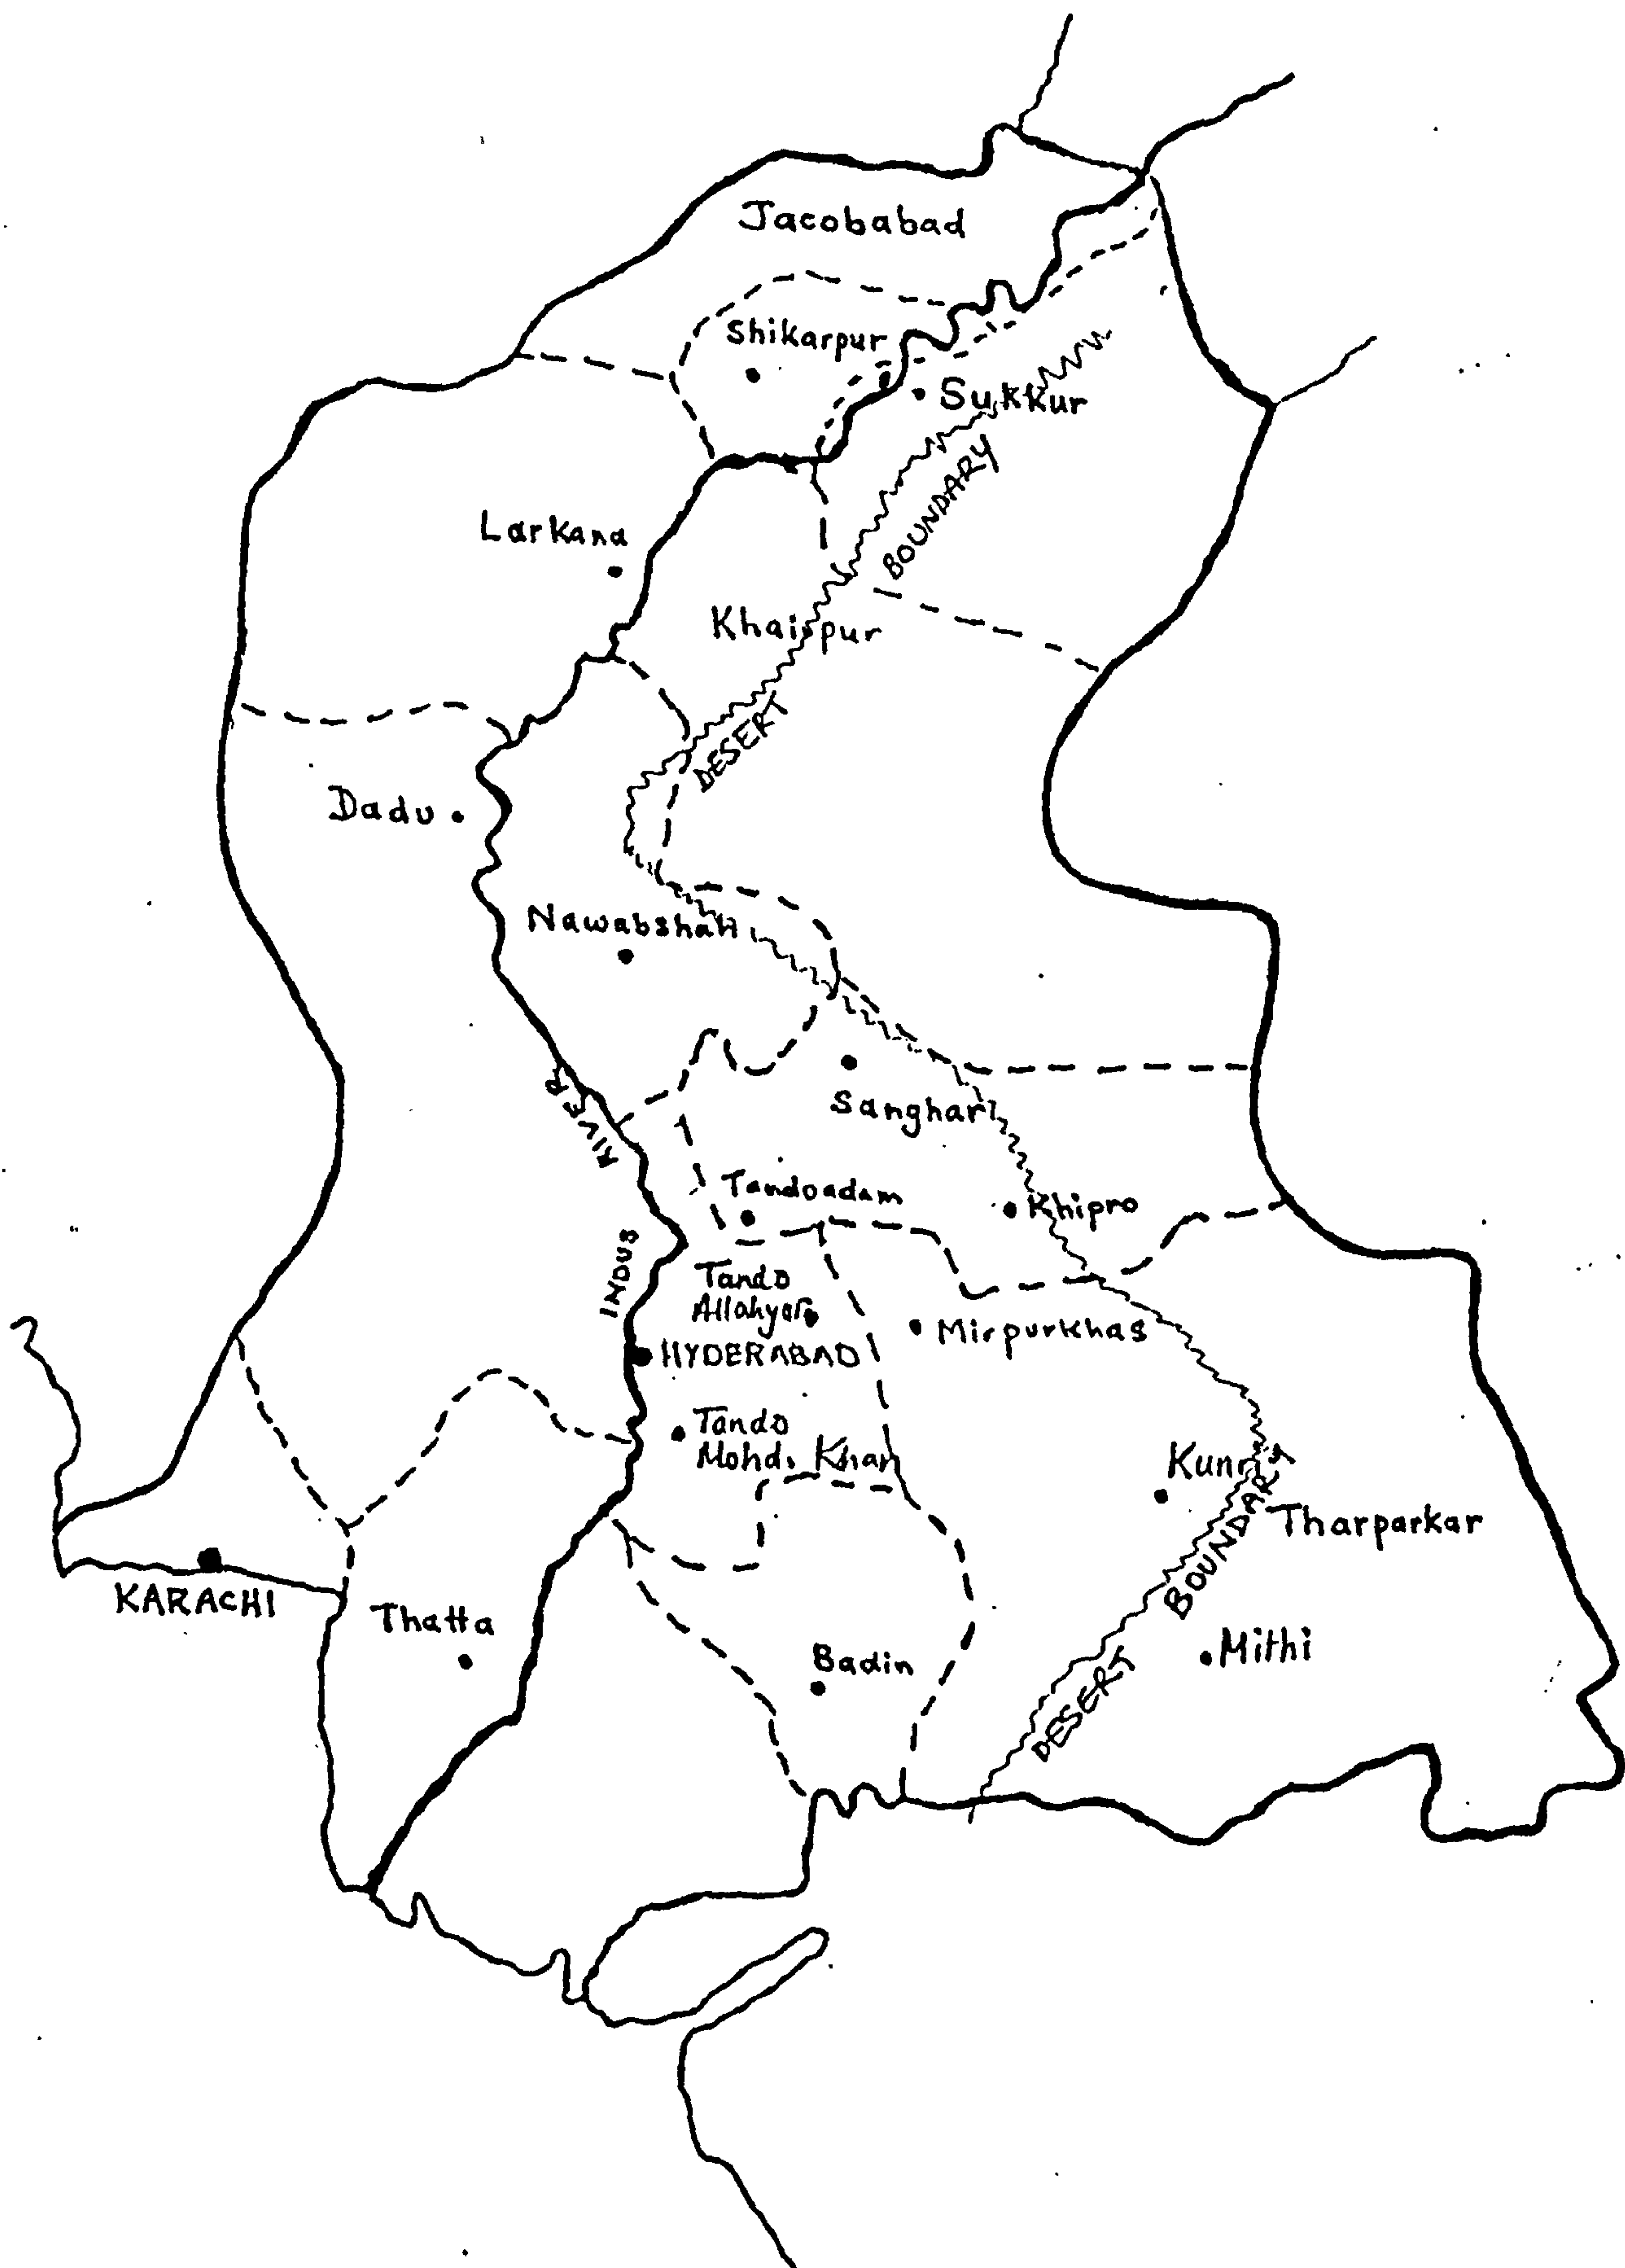 Jacobabad
Shikarpur
Sukkur
BOUNDARY
Larkana
Khairpur
DESERT
Dadu
Nawabshah
RIVER
Sanghar
Tandoadam
Khipro
INDUS
Tando
Allahyar
Mirpurkhas
HYDERABAD
Tando
Mohd. Khan
Kunri
BOUNDARY
Tharparkar
KARACHI
Thatta
Mithi
Badin
DESERT